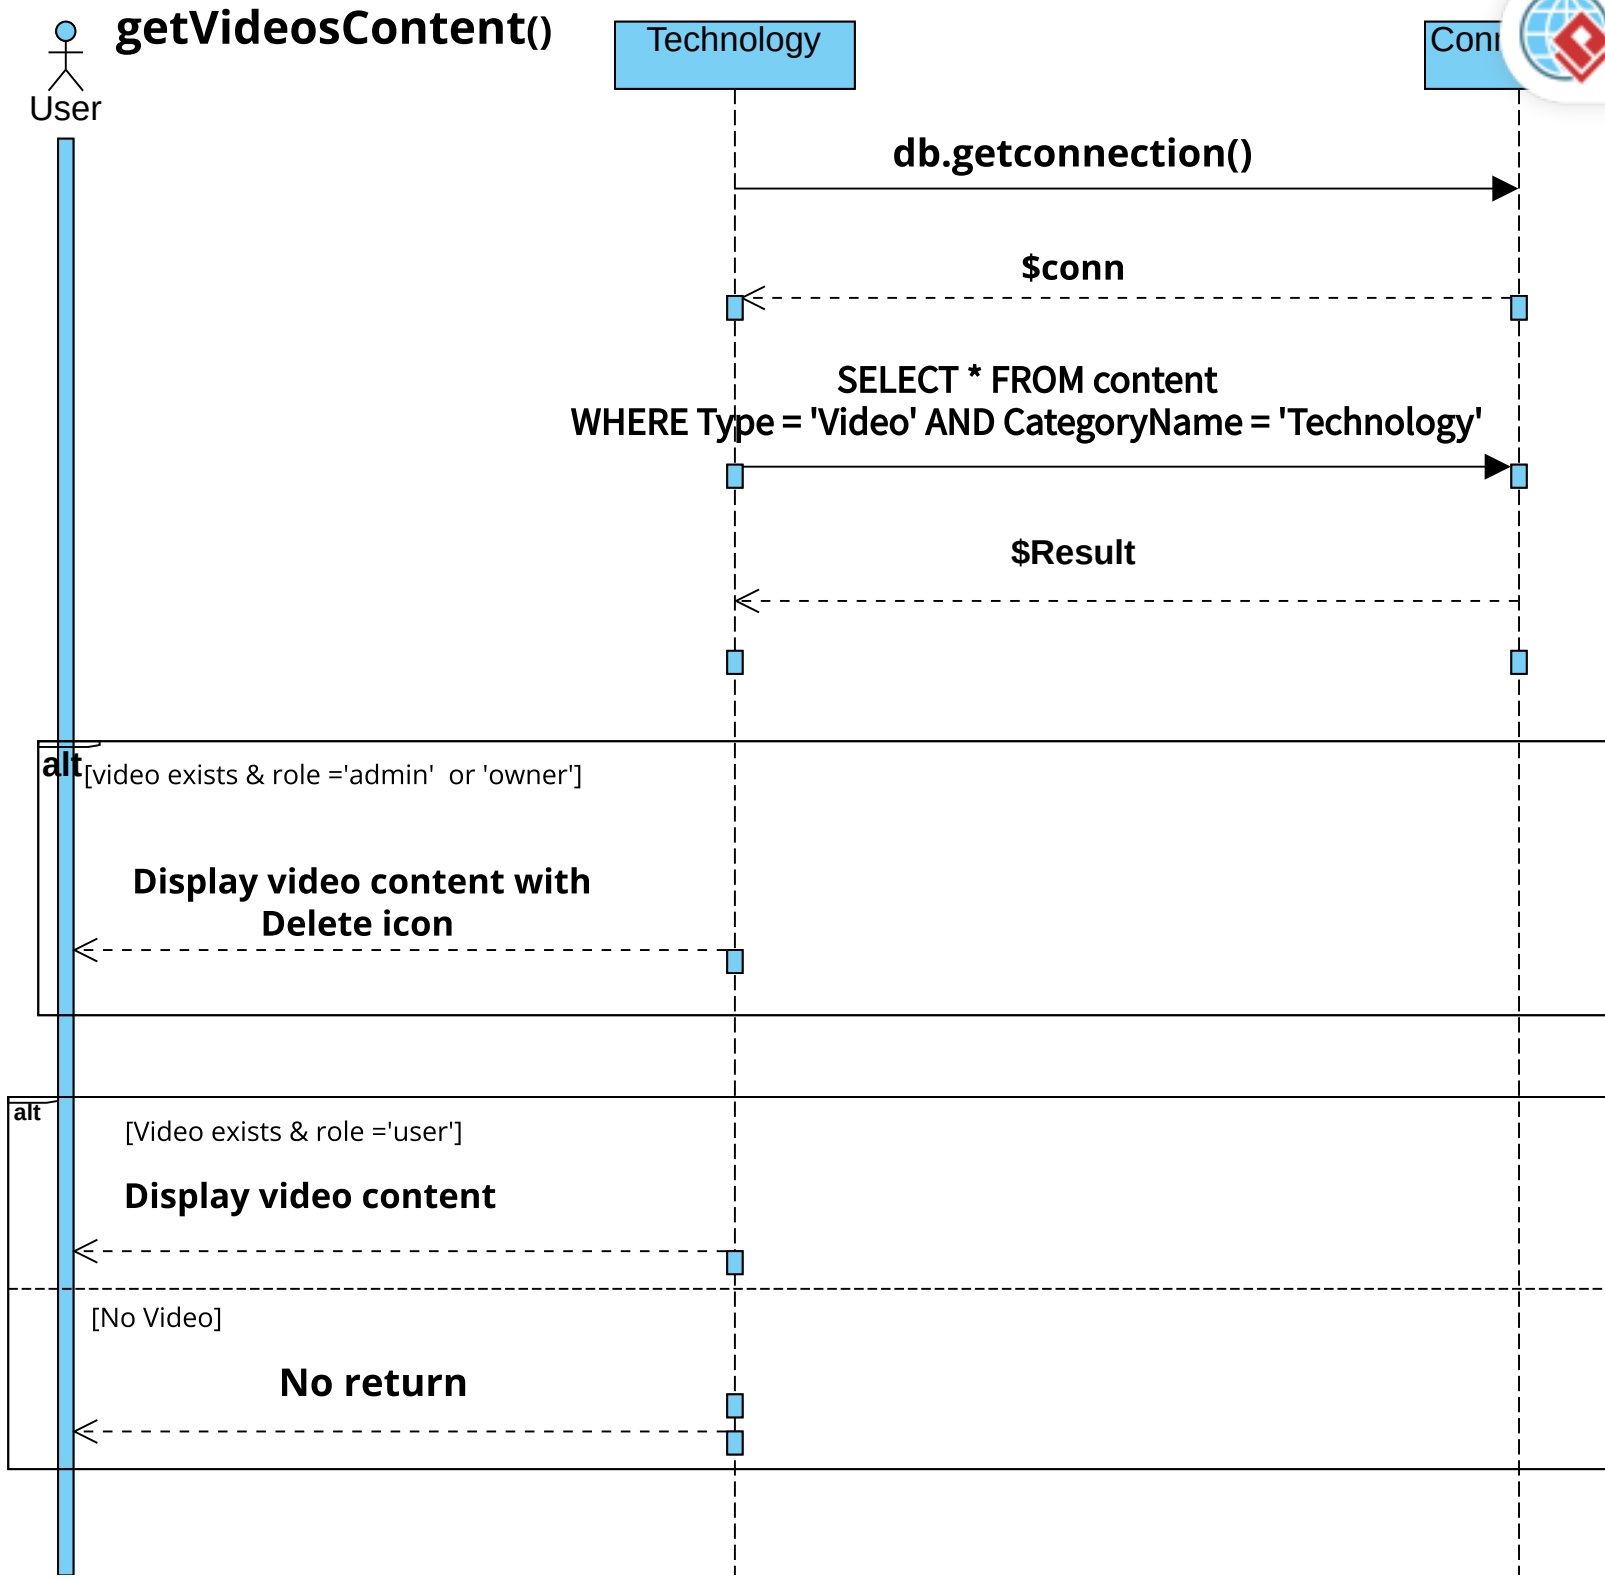 getVideosContent()
User
Technology
db.getconnection()
$conn
SELECT * FROM content
WHERE Type = 'Video' AND CategoryName = 'Technology'
$Result
alt
[video exists & role ='admin'  or 'owner']
Display video content with
Delete icon
alt
[Video exists & role ='user']
Display video content
[No Video]
No return